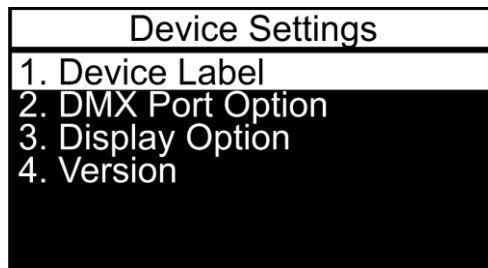 Device Settings
1. Device Label
2. DMX Port Option
3. Display Option
4. Version